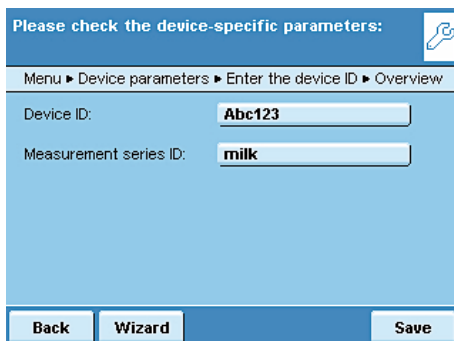 Please check the device-specific parameters:
Menu ▸ Device parameters ▸ Enter the device ID ▸ Overview
Device ID: Abc123
Measurement series ID: milk
Back Wizard Save